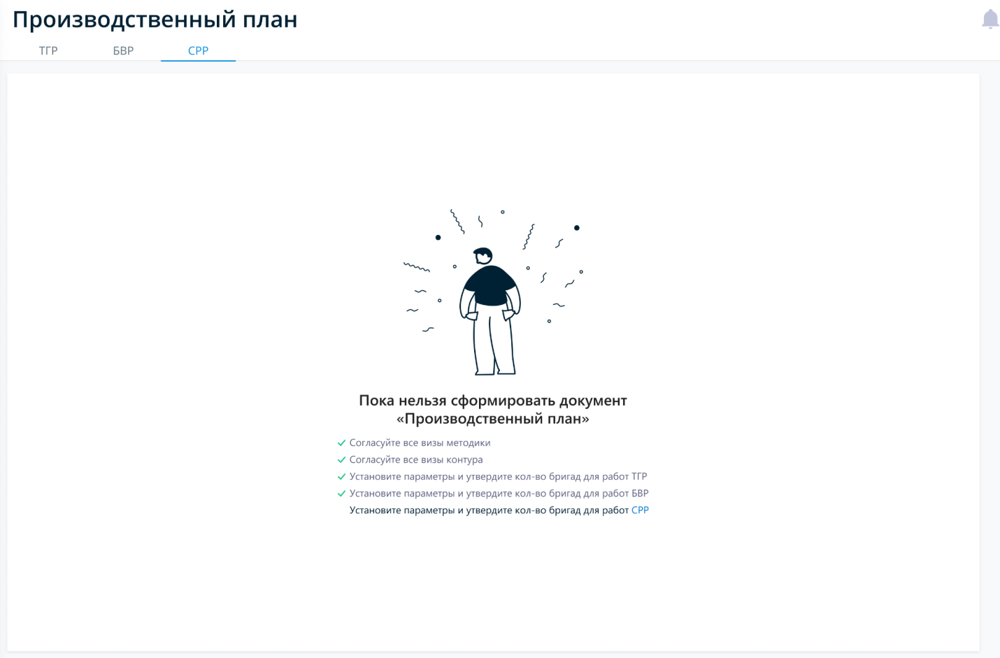 Производственный план
ТГР
БВР
СРР
Пока нельзя сформировать документ
«Производственный план»
Согласуйте все визы методики
Согласуйте все визы контура
Установите параметры и утвердите кол-во бригад для работ ТГР
Установите параметры и утвердите кол-во бригад для работ БВР
Установите параметры и утвердите кол-во бригад для работ СРР